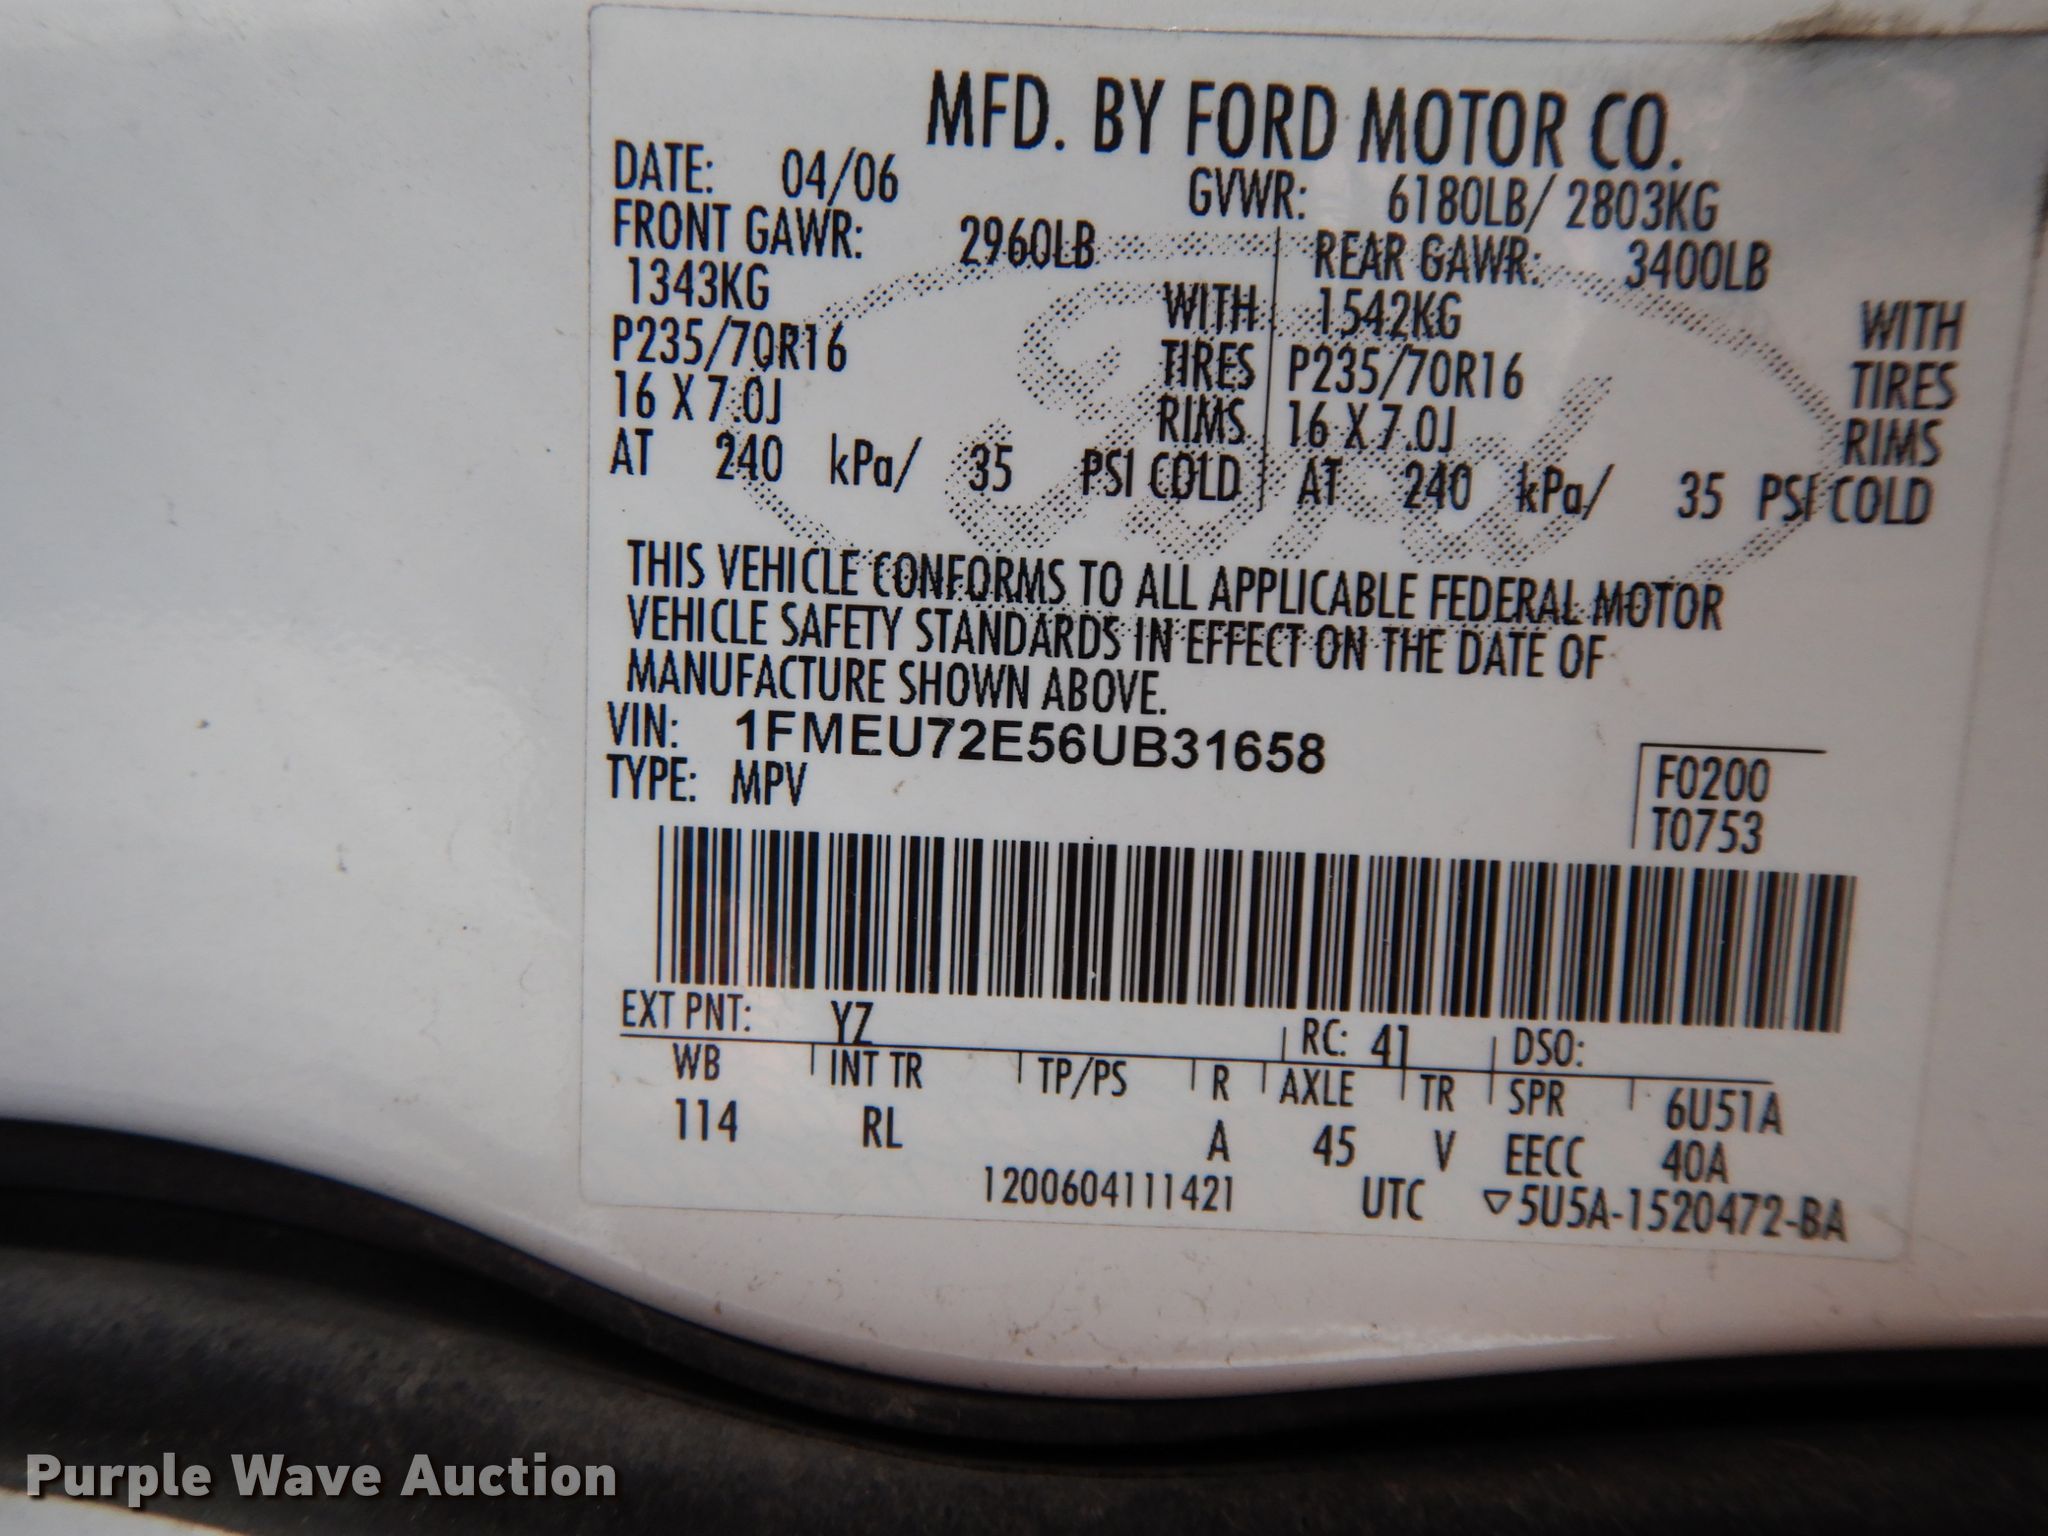 MFD. BY FORD MOTOR CO.
DATE: 04/06 GVWR: 6180LB/ 2803KG
FRONT GAWR: 2960LB REAR GAWR: 3400LB
1343KG WITH 1542KG WITH
P235/70R16 TIRES P235/70R16 TIRES
16 X 7.0J RIMS 16 X 7.0J RIMS
AT 240 kPa/ 35 PSI COLD AT 240 kPa/ 35 PSI COLD
Ford
THIS VEHICLE CONFORMS TO ALL APPLICABLE FEDERAL MOTOR
VEHICLE SAFETY STANDARDS IN EFFECT ON THE DATE OF
MANUFACTURE SHOWN ABOVE.
VIN: 1FMEU72E56UB31658
TYPE: MPV
F0200
T0753
EXT PNT: YZ RC: 41 DSO:
WB INT TR TP/PS R AXLE TR SPR 6U51A
114 RL A 45 V EECC 40A
1200604111421 UTC ▽5U5A-1520472-BA
Purple Wave Auction